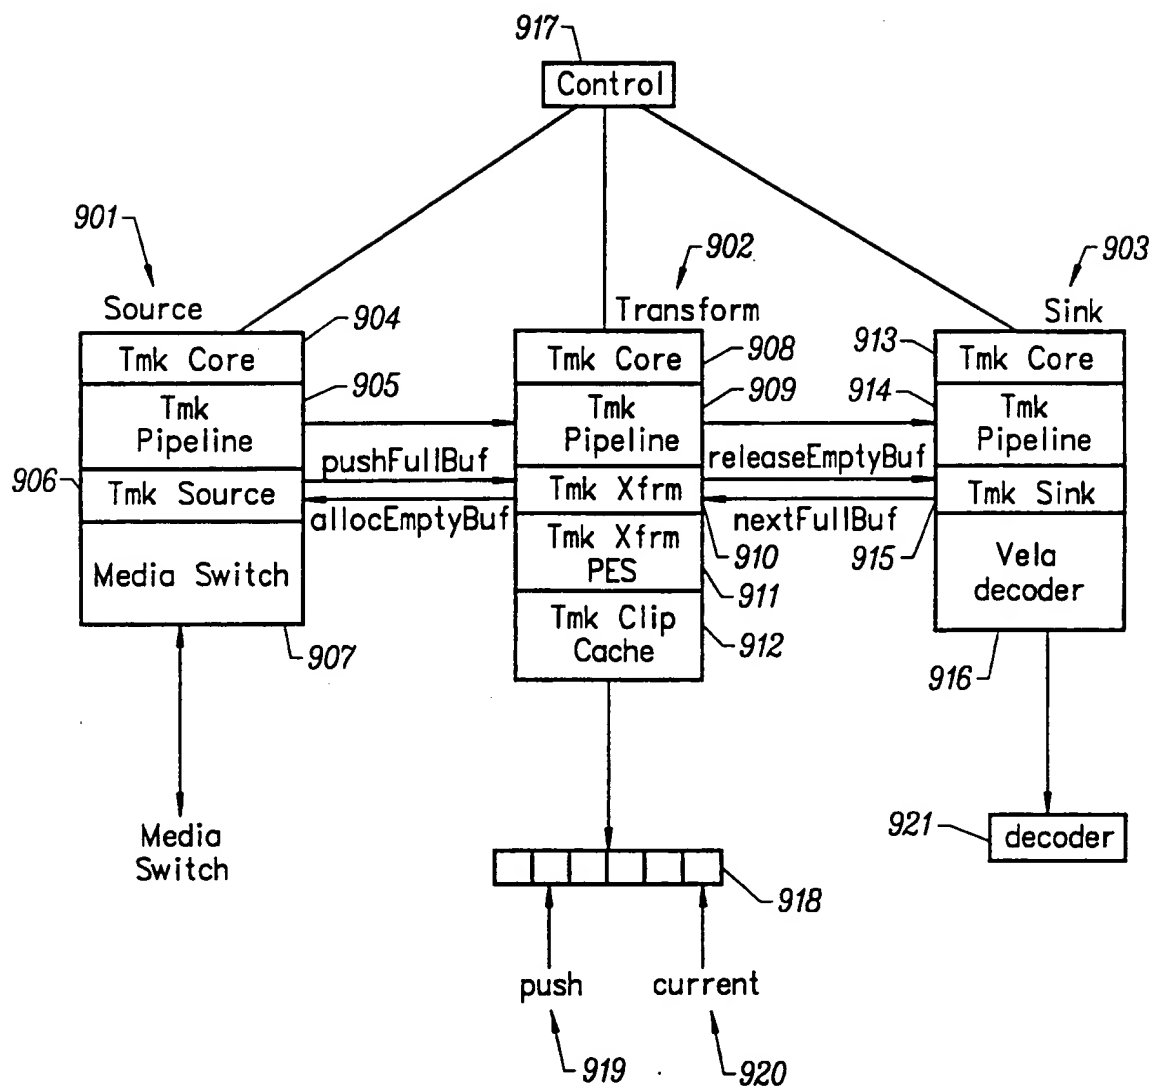 917
Control
901
902
903
Source
Transform
Sink
904
908
913
Tmk Core
Tmk Core
Tmk Core
905
909
914
Tmk
Pipeline
Tmk
Pipeline
Tmk
Pipeline
pushFullBuf
releaseEmptyBuf
906
Tmk Source
Tmk Xfrm
Tmk Sink
allocEmptyBuf
nextFullBuf
910
915
Media Switch
Tmk Xfrm
PES
Vela
decoder
911
Tmk Clip
Cache
912
907
916
Media
Switch
921
decoder
918
push
current
919
920